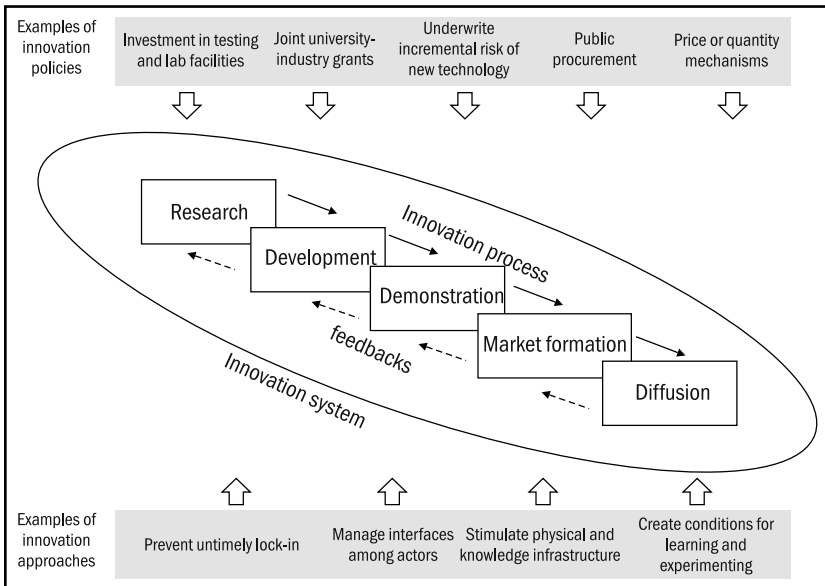 Examples of
innovation
policies
Investment in testing
and lab facilities
Joint university-
industry grants
Underwrite
incremental risk of
new technology
Public
procurement
Price or quantity
mechanisms
Research
Development
Demonstration
Market formation
Diffusion
Innovation process
feedbacks
Innovation system
Examples of
innovation
approaches
Prevent untimely lock-in
Manage interfaces
among actors
Stimulate physical and
knowledge infrastructure
Create conditions for
learning and
experimenting